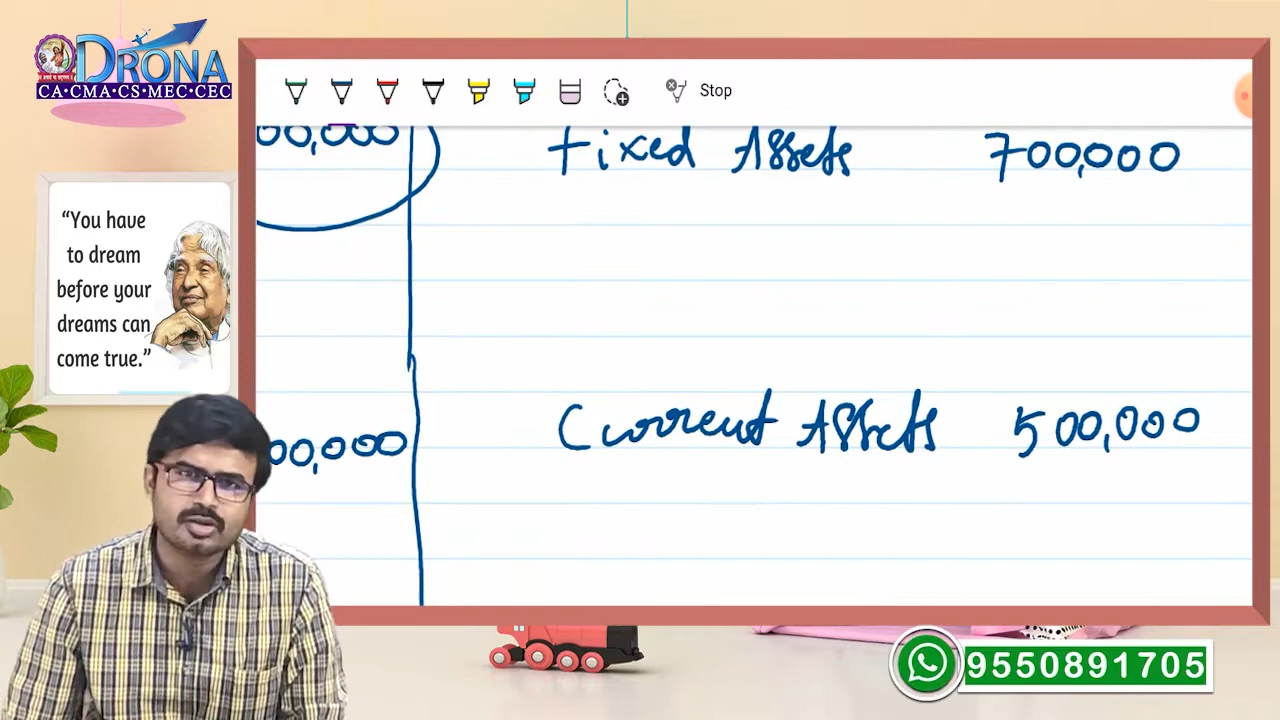 DRONA
CA•CMA•CS•MEC•CEC
Stop
00,000
Fixed Assets 700,000
“You have
to dream
before your
dreams can
come true.”
Current Assets 500,000
00,000
9550891705